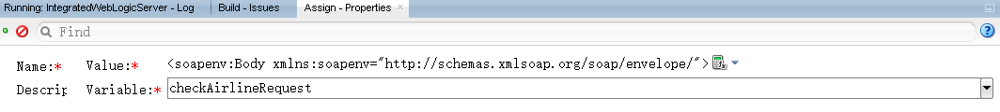 Running: IntegratedWebLogicServer - Log Build - Issues Assign - Properties
Find
Name:* Value:* <soapenv:Body xmlns:soapenv="http://schemas.xmlsoap.org/soap/envelope/">
Descrip Variable:* checkAirlineRequest